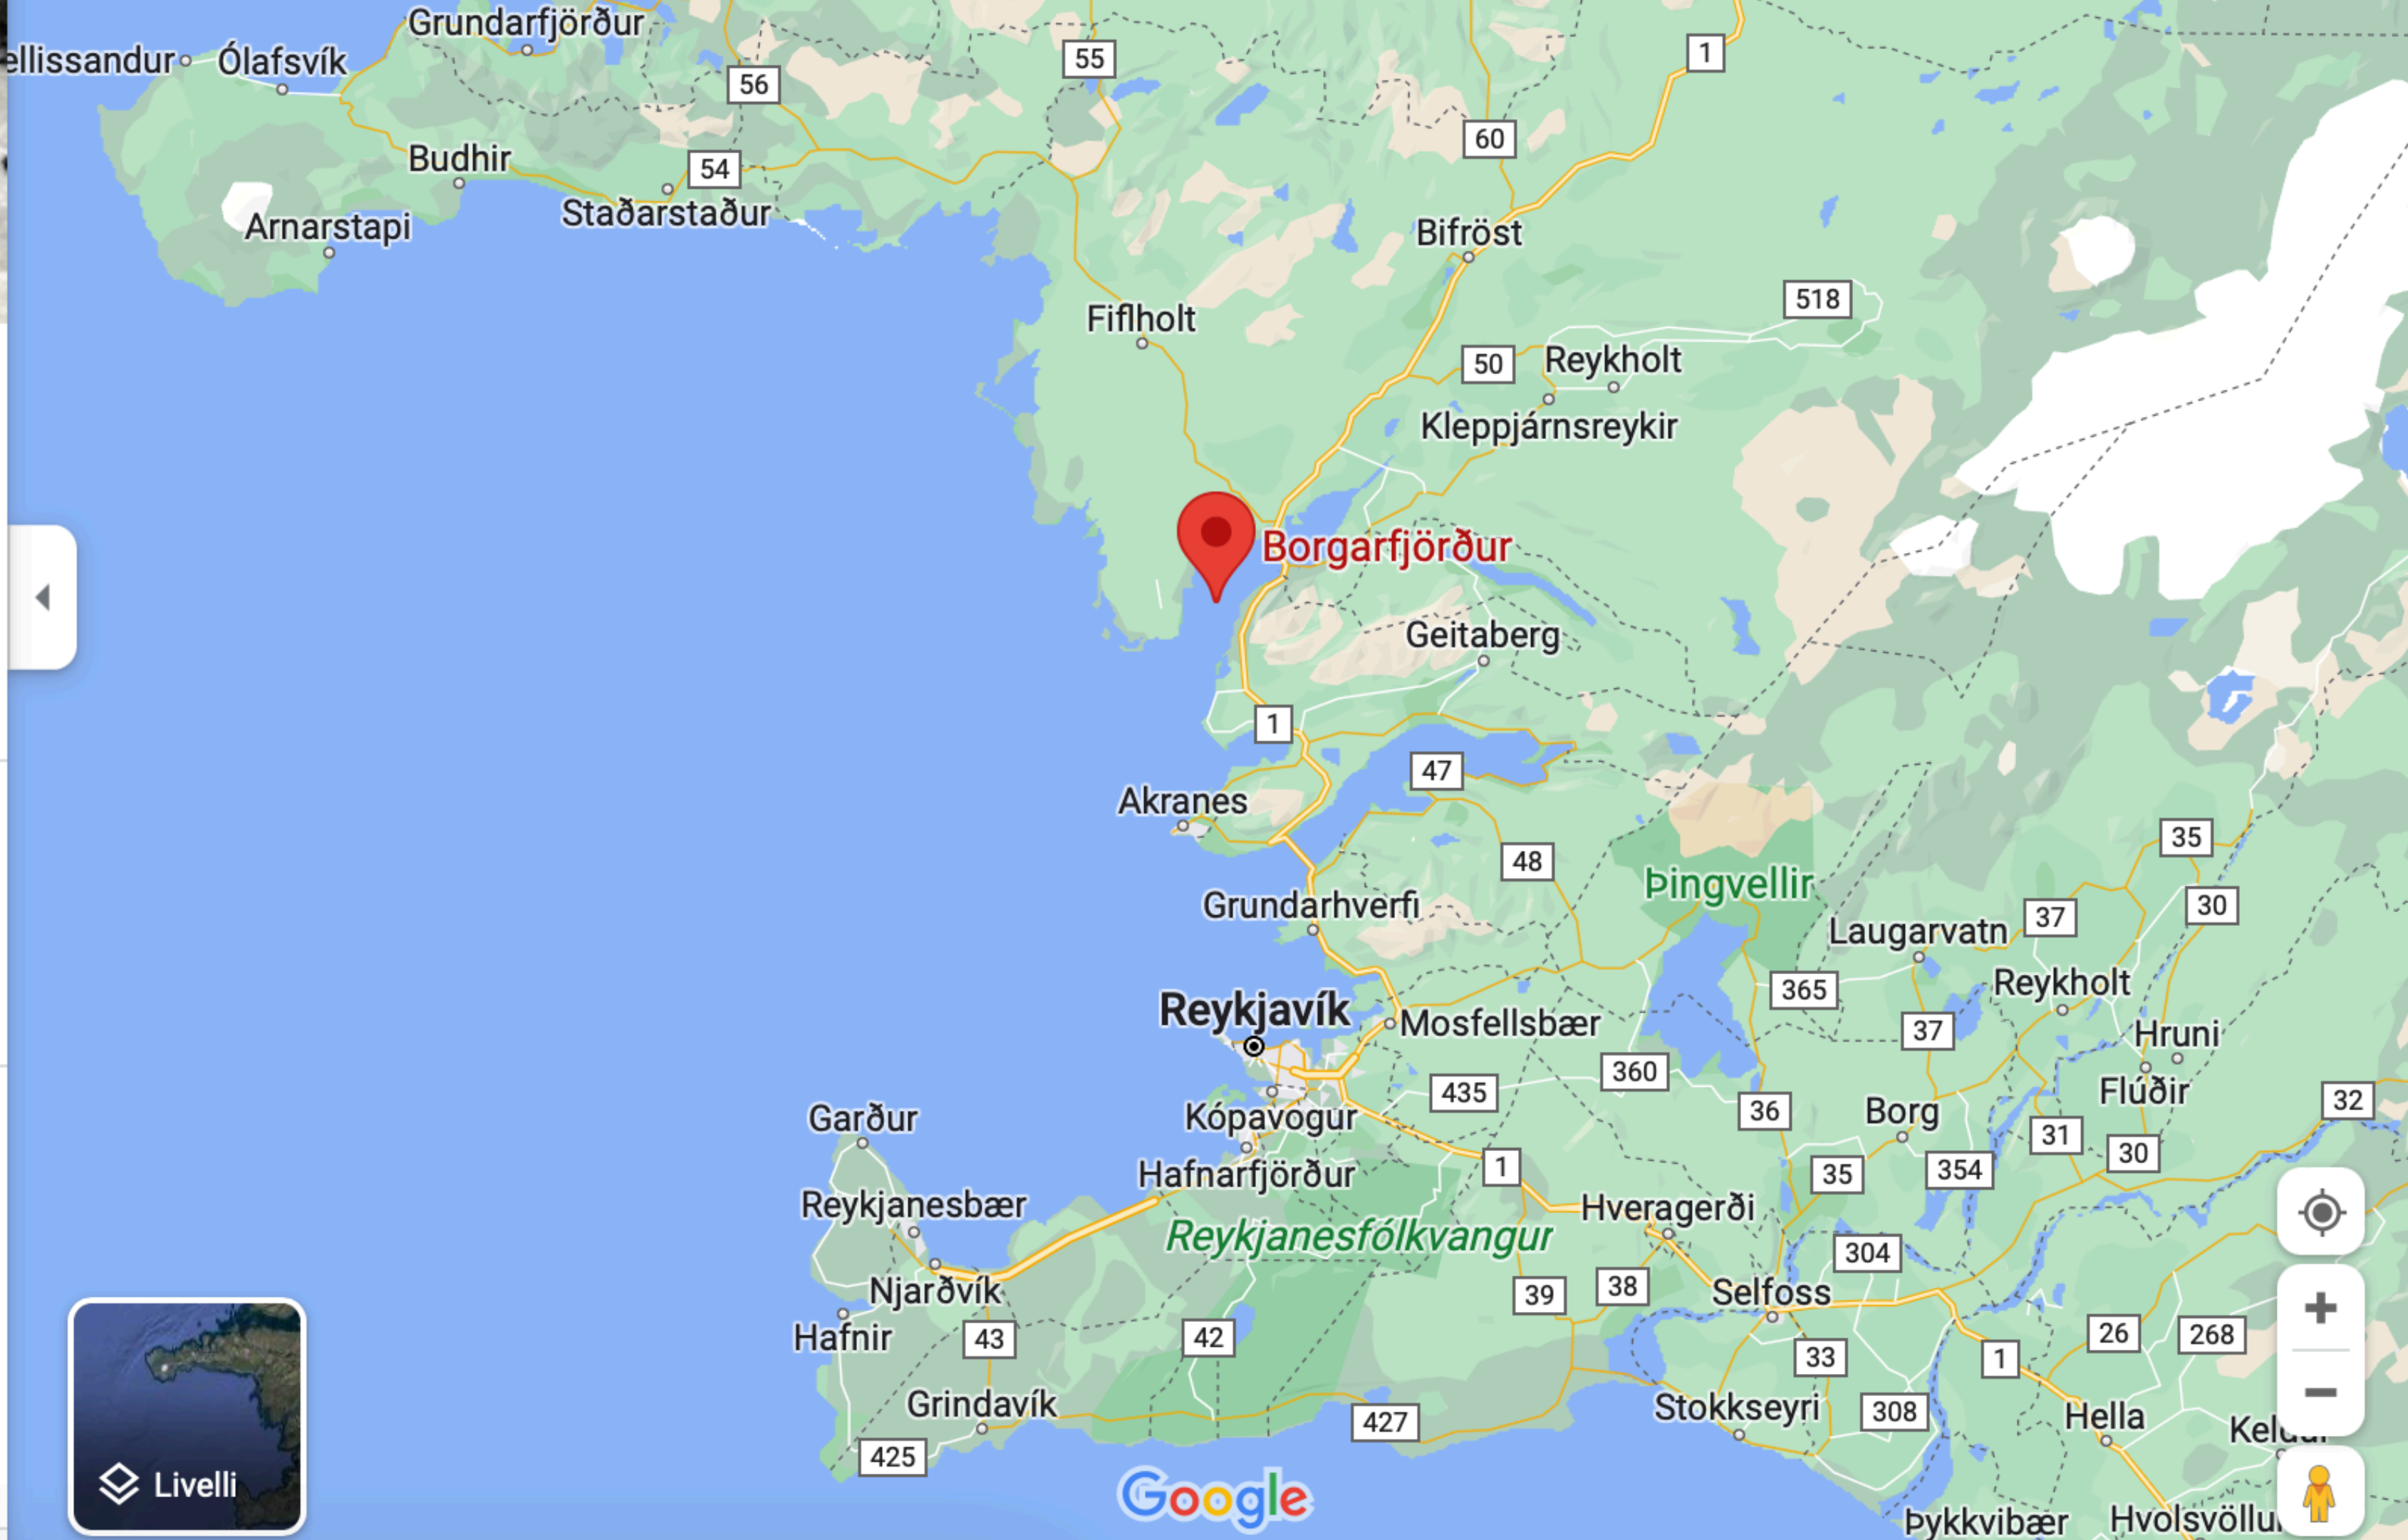 Grundarfjörður
ellissandur
Ólafsvík
55
1
56
60
Budhir
54
Staðarstaður
Arnarstapi
Bifröst
518
Fiflholt
50
Reykholt
Kleppjárnsreykir
Borgarfjörður
Geitaberg
1
47
Akranes
35
48
Þingvellir
Grundarhverfi
37
30
Laugarvatn
365
Reykholt
Reykjavík
Mosfellsbær
37
Hruni
360
435
Flúðir
32
Garður
Kópavogur
36
Borg
31
30
Hafnarfjörður
1
35
354
Reykjanesbær
Hveragerði
Reykjanesfólkvangur
304
Njarðvík
39
38
Selfoss
Hafnir
43
42
26
268
33
1
Grindavík
427
Stokkseyri
308
Hella
Keldur
425
Livelli
Google
Þykkvibær
Hvolsvöllu